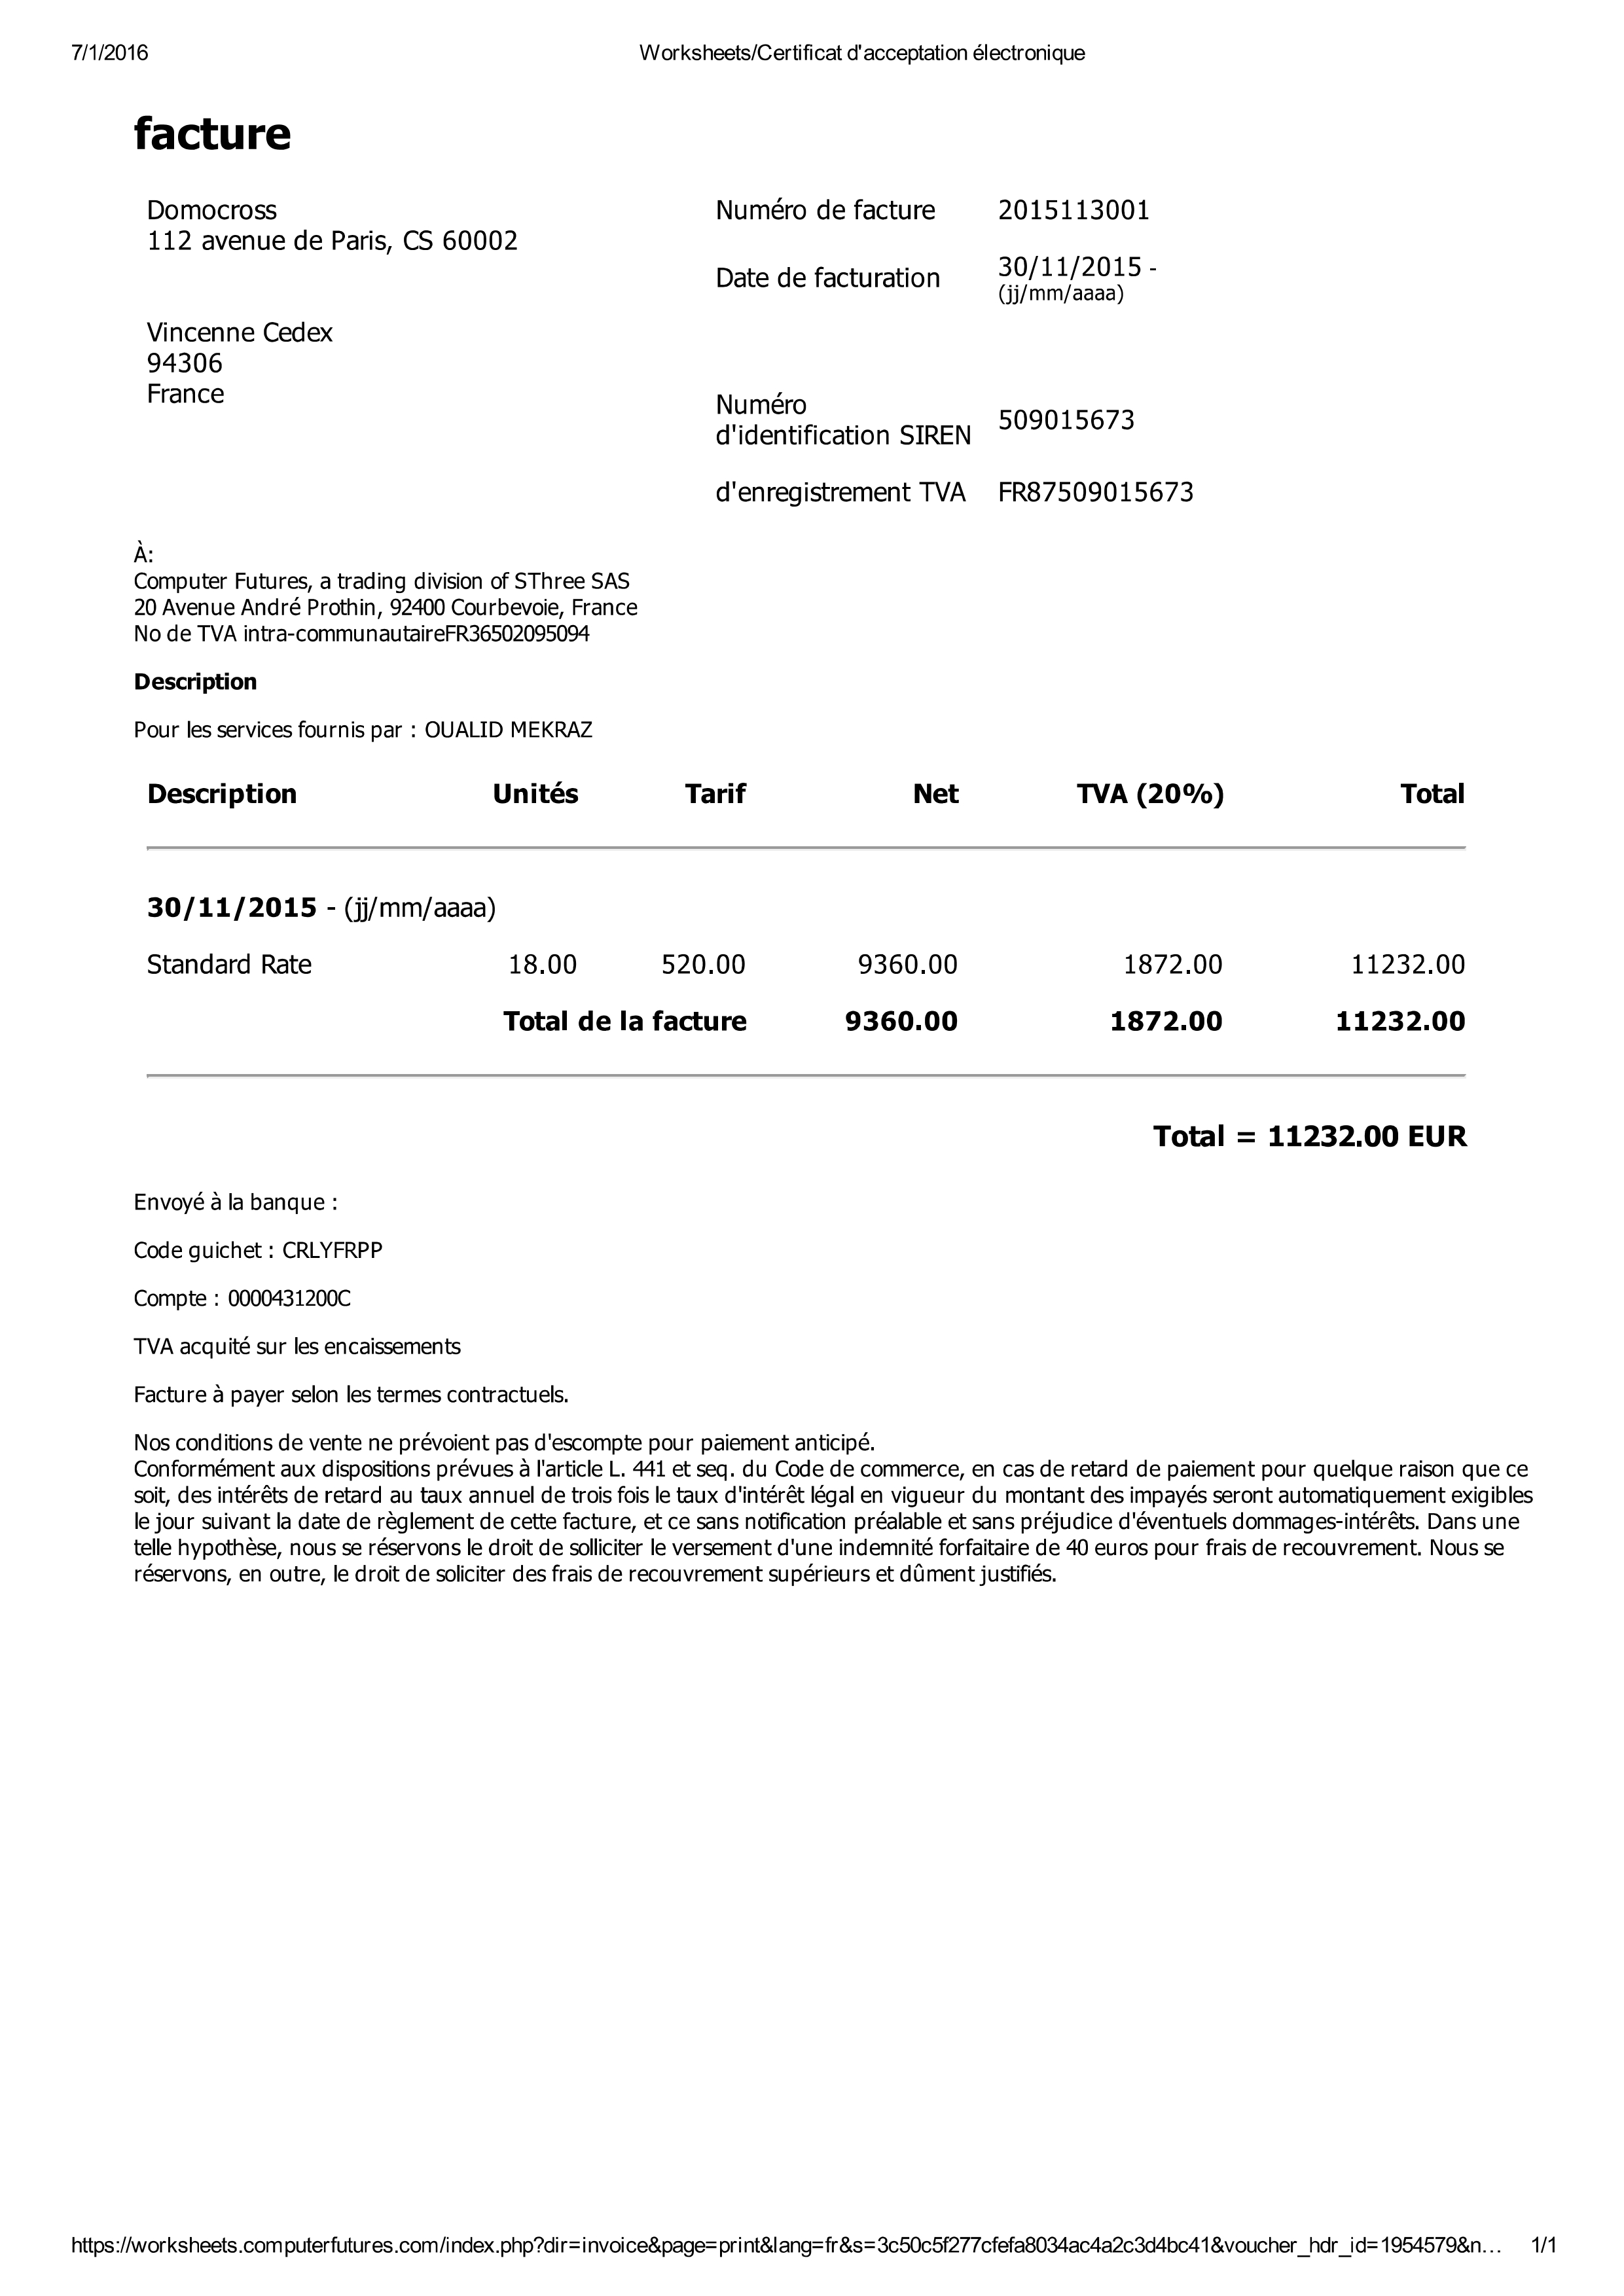 7/1/2016 Worksheets/Certificat d'acceptation électronique
facture
Domocross
112 avenue de Paris, CS 60002
Vincenne Cedex
94306
France
Numéro de facture 2015113001
Date de facturation 30/11/2015 -
(jj/mm/aaaa)
Numéro
d'identification SIREN 509015673
d'enregistrement TVA FR87509015673
À:
Computer Futures, a trading division of SThree SAS
20 Avenue André Prothin, 92400 Courbevoie, France
No de TVA intra-communautaireFR36502095094
Description
Pour les services fournis par : OUALID MEKRAZ
Description Unités Tarif Net TVA (20%) Total
30/11/2015 - (jj/mm/aaaa)
Standard Rate 18.00 520.00 9360.00 1872.00 11232.00
Total de la facture 9360.00 1872.00 11232.00
Total = 11232.00 EUR
Envoyé à la banque :
Code guichet : CRLYFRPP
Compte : 0000431200C
TVA acquité sur les encaissements
Facture à payer selon les termes contractuels.
Nos conditions de vente ne prévoient pas d'escompte pour paiement anticipé.
Conformément aux dispositions prévues à l'article L. 441 et seq. du Code de commerce, en cas de retard de paiement pour quelque raison que ce
soit, des intérêts de retard au taux annuel de trois fois le taux d'intérêt légal en vigueur du montant des impayés seront automatiquement exigibles
le jour suivant la date de règlement de cette facture, et ce sans notification préalable et sans préjudice d'éventuels dommages-intérêts. Dans une
telle hypothèse, nous se réservons le droit de solliciter le versement d'une indemnité forfaitaire de 40 euros pour frais de recouvrement. Nous se
réservons, en outre, le droit de soliciter des frais de recouvrement supérieurs et dûment justifiés.
https://worksheets.computerfutures.com/index.php?dir=invoice&page=print&lang=fr&s=3c50c5f277cfefa8034ac4a2c3d4bc41&voucher_hdr_id=1954579&n… 1/1